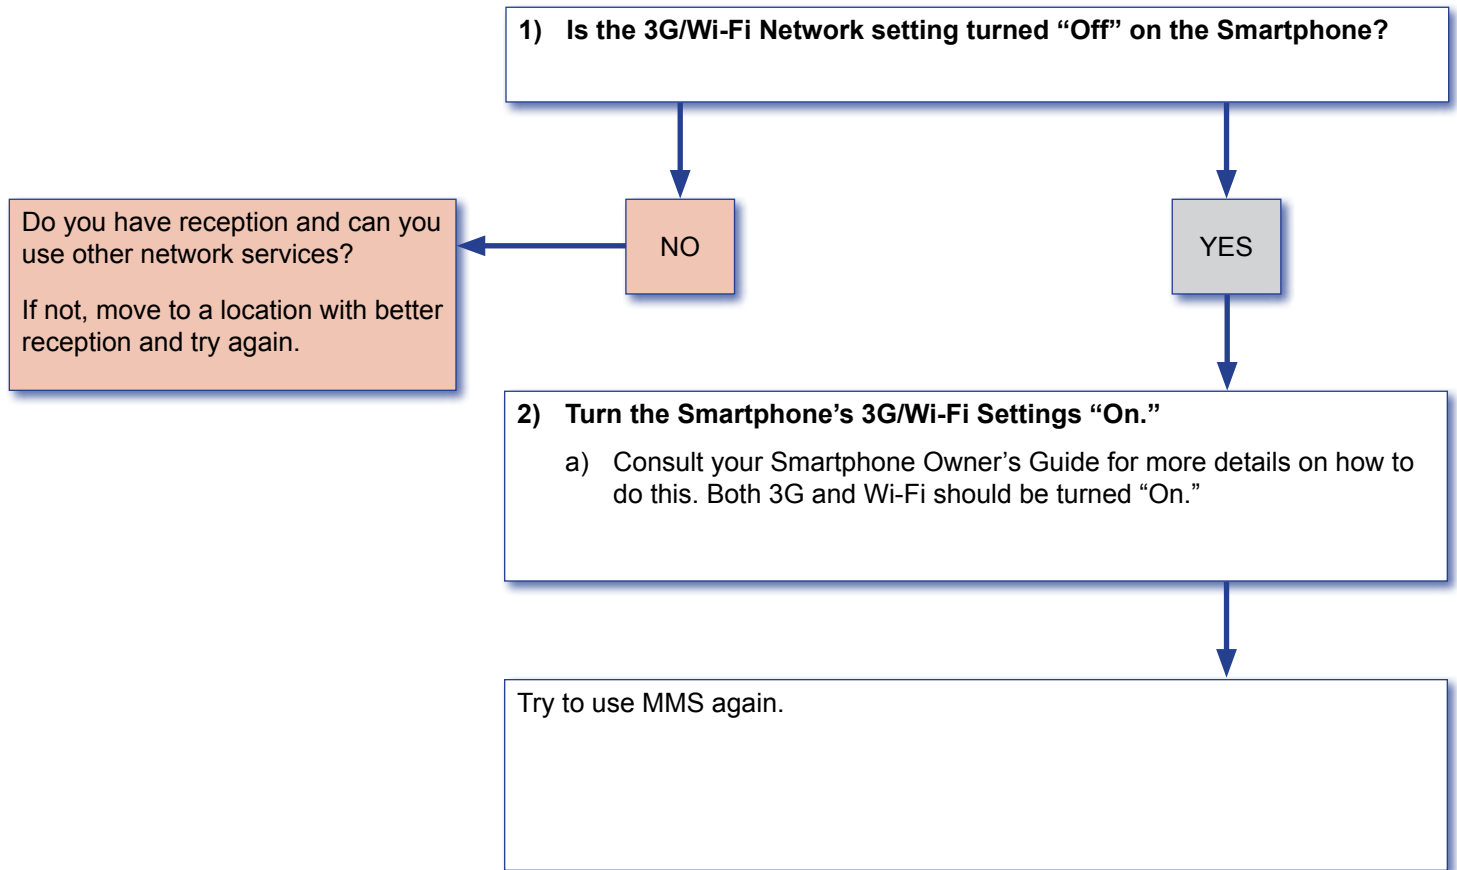 1) Is the 3G/Wi-Fi Network setting turned “Off” on the Smartphone?
NO
YES
Do you have reception and can you
use other network services?
If not, move to a location with better
reception and try again.
2) Turn the Smartphone’s 3G/Wi-Fi Settings “On.”
a) Consult your Smartphone Owner’s Guide for more details on how to
do this. Both 3G and Wi-Fi should be turned “On.”
Try to use MMS again.